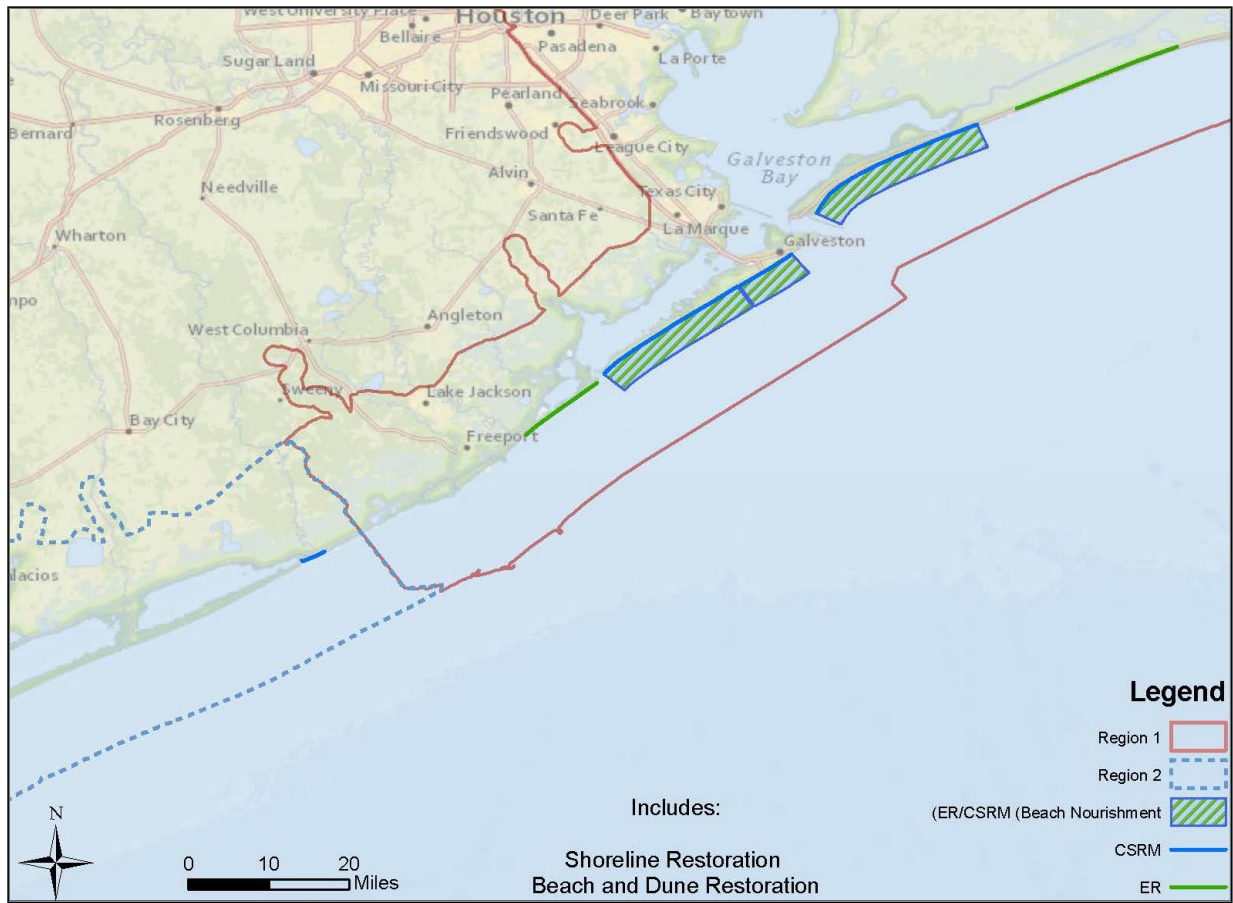 West University Place
Houston
Deer Park
Baytown
Bellaire
Pasadena
La Porte
Sugar Land
Missouri City
Pearland
Seabrook
Rosenberg
Friendswood
Bernard
League City
Galveston
Bay
Alvin
Needville
Texas City
Santa Fe
La Marque
Wharton
Galveston
mpo
Angleton
West Columbia
Sweeny
Lake Jackson
Bay City
Freeport
alacios
Legend
Region 1
Region 2
(ER/CSRM (Beach Nourishment
CSRM
ER
Includes:
Shoreline Restoration
Beach and Dune Restoration
N
0 10 20
Miles